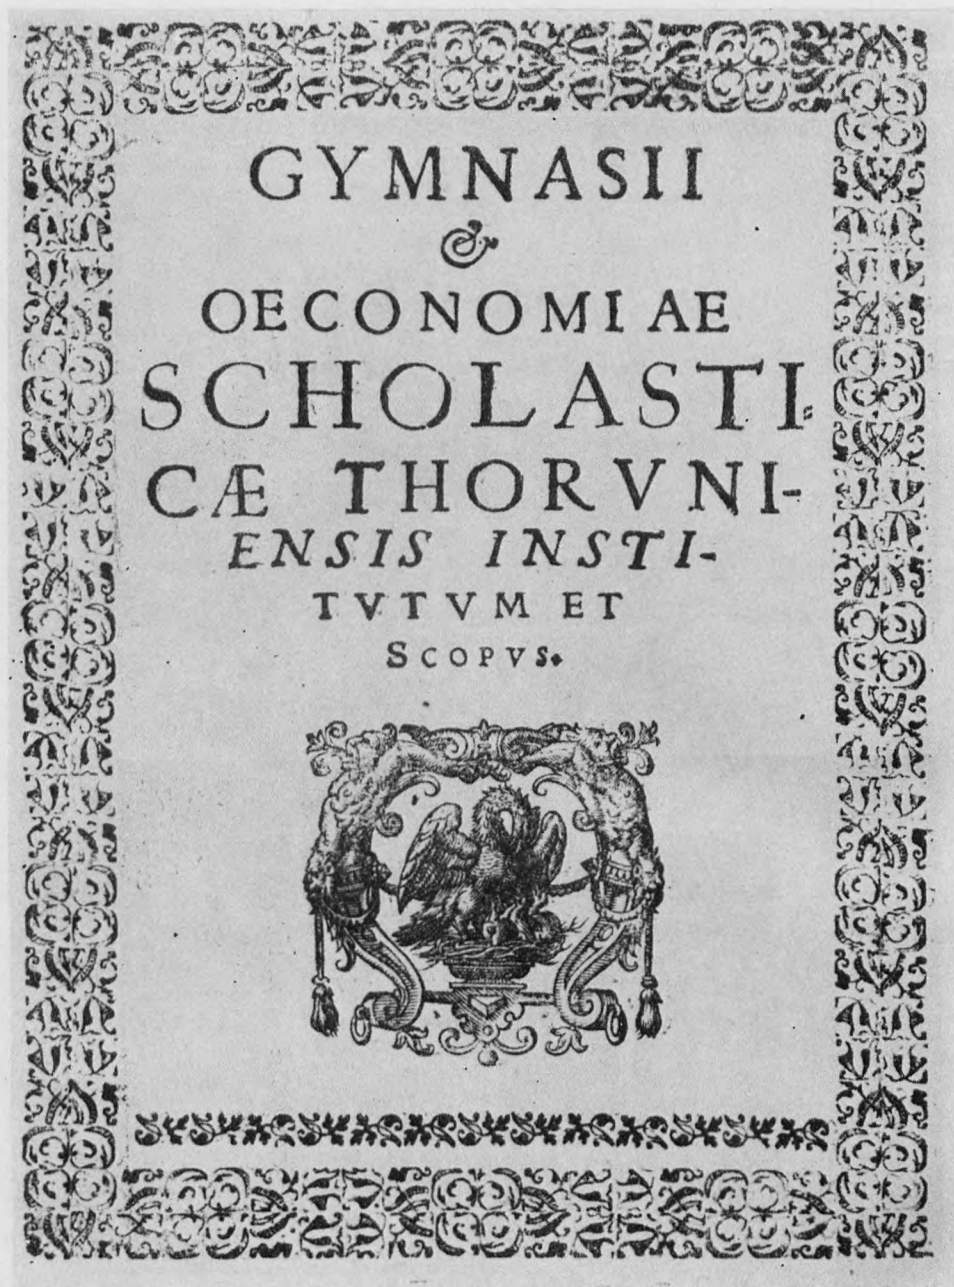 GYMNASII
&
OECONOMIAE
SCHOLASTI⸗
CÆ THORVNI-
ENSIS INSTI-
TVTVM ET
SCOPVS.